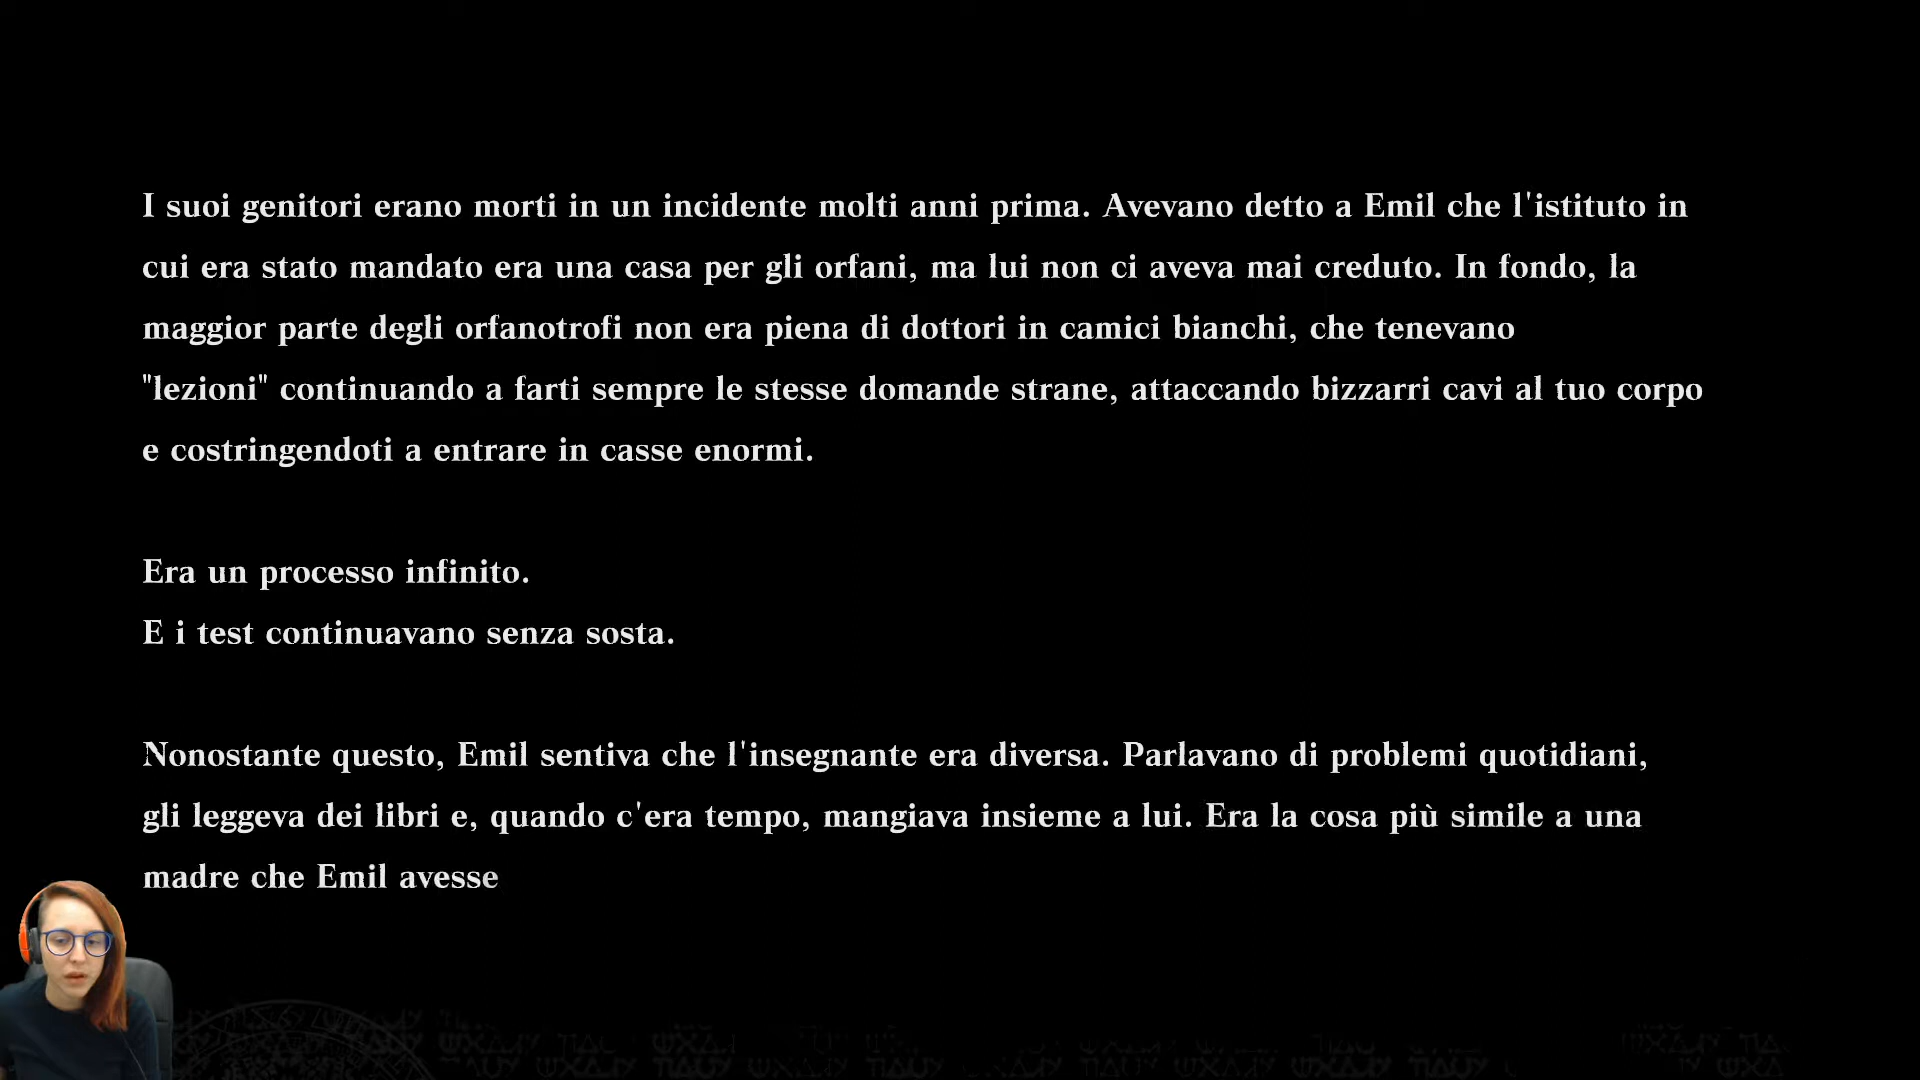 I suoi genitori erano morti in un incidente molti anni prima. Avevano detto a Emil che l'istituto in
cui era stato mandato era una casa per gli orfani, ma lui non ci aveva mai creduto. In fondo, la
maggior parte degli orfanotrofi non era piena di dottori in camici bianchi, che tenevano
"lezioni" continuando a farti sempre le stesse domande strane, attaccando bizzarri cavi al tuo corpo
e costringendoti a entrare in casse enormi.
Era un processo infinito.
E i test continuavano senza sosta.
Nonostante questo, Emil sentiva che l'insegnante era diversa. Parlavano di problemi quotidiani,
gli leggeva dei libri e, quando c'era tempo, mangiava insieme a lui. Era la cosa più simile a una
madre che Emil avesse